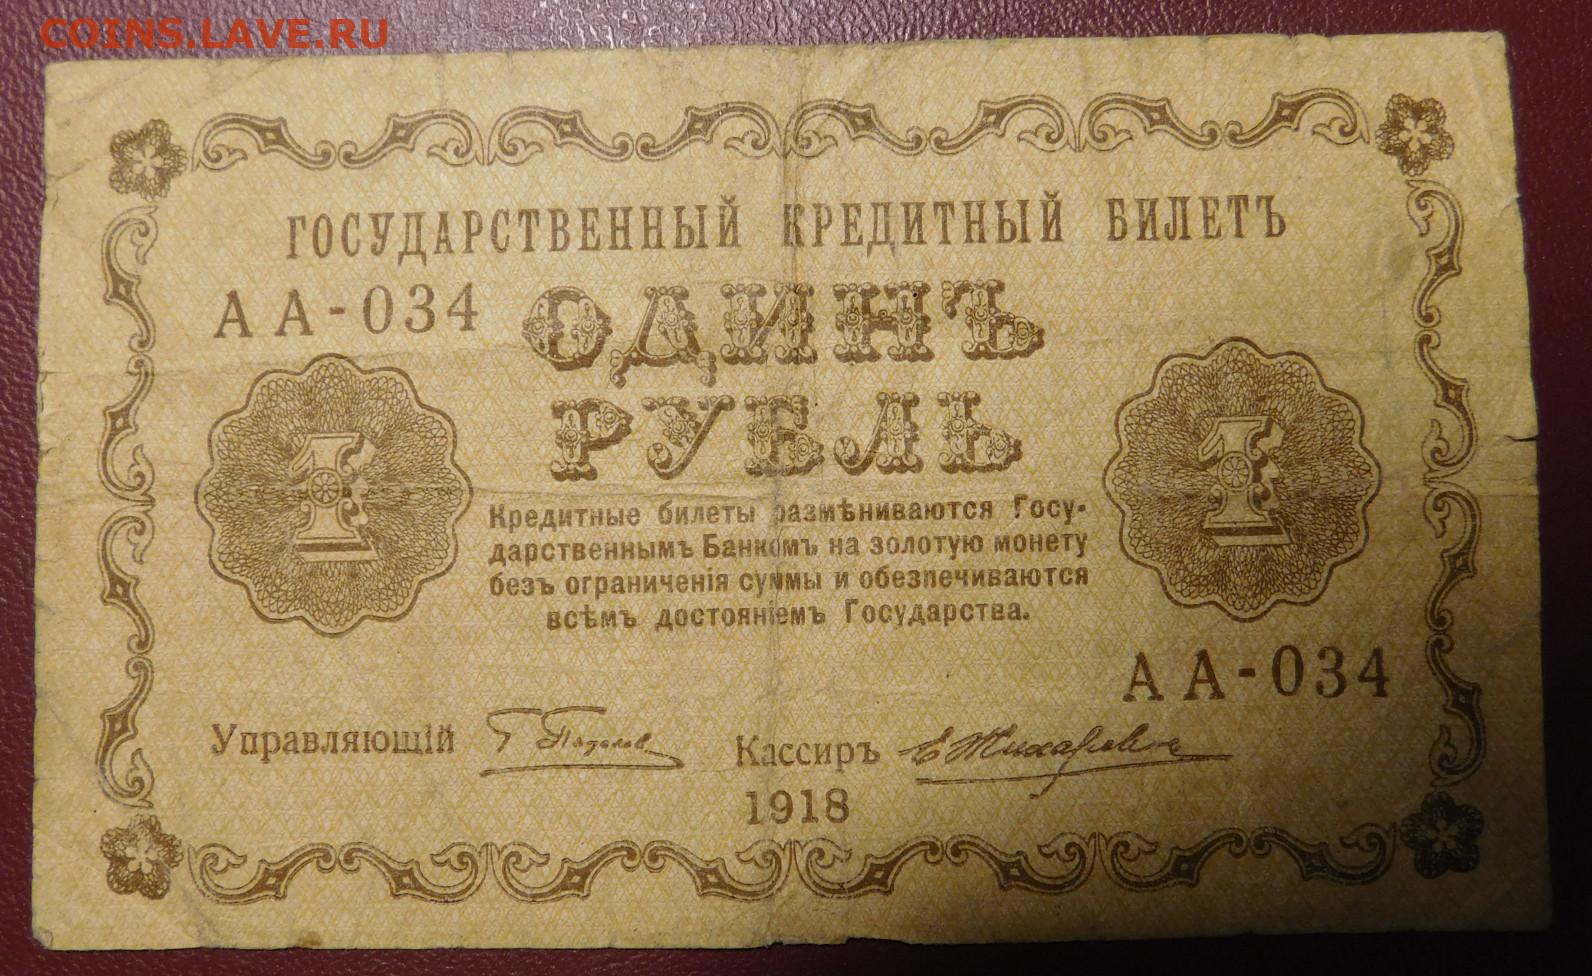 COINS.LAVE.RU
ГОСУДАРСТВЕННЫЙ КРЕДИТНЫЙ БИЛЕТЪ
АА-034
ОДИНЪ
РУБЛЬ
1
1
Кредитные билеты размѣниваются Госу-
дарственнымъ Банкомъ на золотую монету
безъ ограниченія суммы и обезпечиваются
всѣмъ достояніемъ Государства.
АА-034
Управляющій Кассиръ Е Жихаревъ
1918